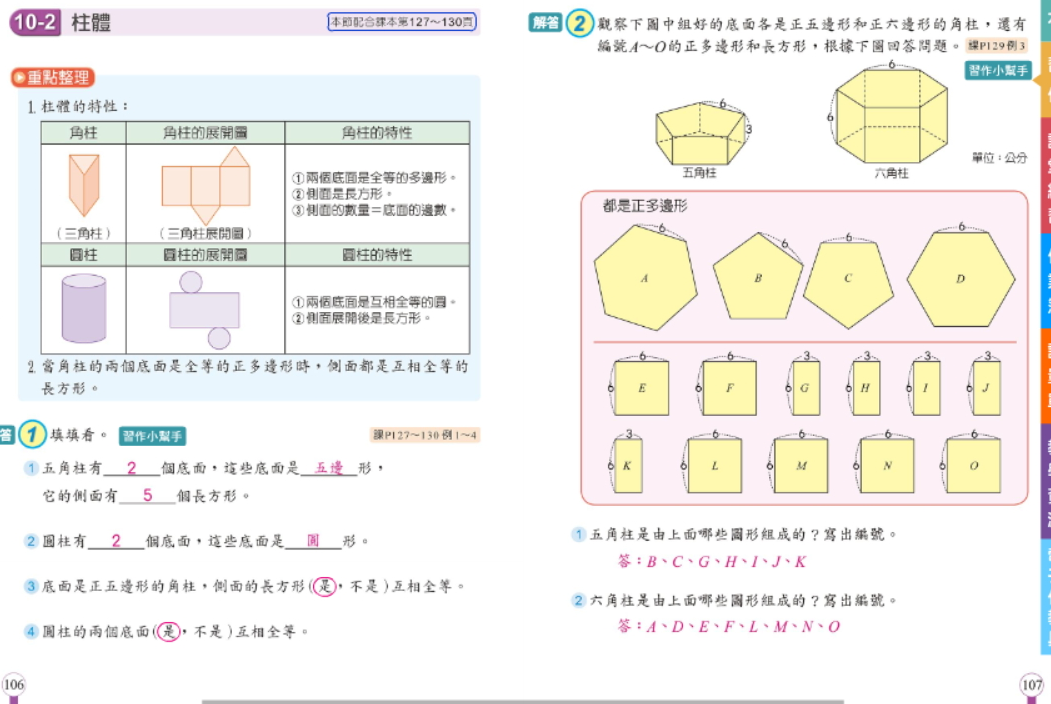 10-2 柱體
本節配合課本第127～130頁
重點整理
1. 柱體的特性：
角柱 角柱的展開圖 角柱的特性
(三角柱) (三角柱展開圖)
①兩個底面是全等的多邊形。
②側面是長方形。
③側面的數量＝底面的邊數。
圓柱 圓柱的展開圖 圓柱的特性
①兩個底面是互相全等的圓。
②側面展開後是長方形。
2. 當角柱的兩個底面是全等的正多邊形時，側面都是互相全等的
長方形。
答 1 填填看。 習作小幫手 課P127～130例1～4
1 五角柱有 2 個底面，這些底面是 五邊 形，
它的側面有 5 個長方形。
2 圓柱有 2 個底面，這些底面是 圓 形。
3 底面是正五邊形的角柱，側面的長方形(是，不是)互相全等。
4 圓柱的兩個底面(是，不是)互相全等。
106
解答 2 觀察下圖中組好的底面各是正五邊形和正六邊形的角柱，還有
編號A～O的正多邊形和長方形，根據下圖回答問題。 課P129例3
習作小幫手
6 3
五角柱
6 6
六角柱
單位：公分
都是正多邊形
6 6 6 6
A B C D
6 6 3 3 3 3
6 E 6 F 6 G 6 H 6 I 6 J
3 6 6 6 6
6 K 6 L 6 M 6 N 6 O
1 五角柱是由上面哪些圖形組成的？寫出編號。
答：B、C、G、H、I、J、K
2 六角柱是由上面哪些圖形組成的？寫出編號。
答：A、D、E、F、L、M、N、O
107